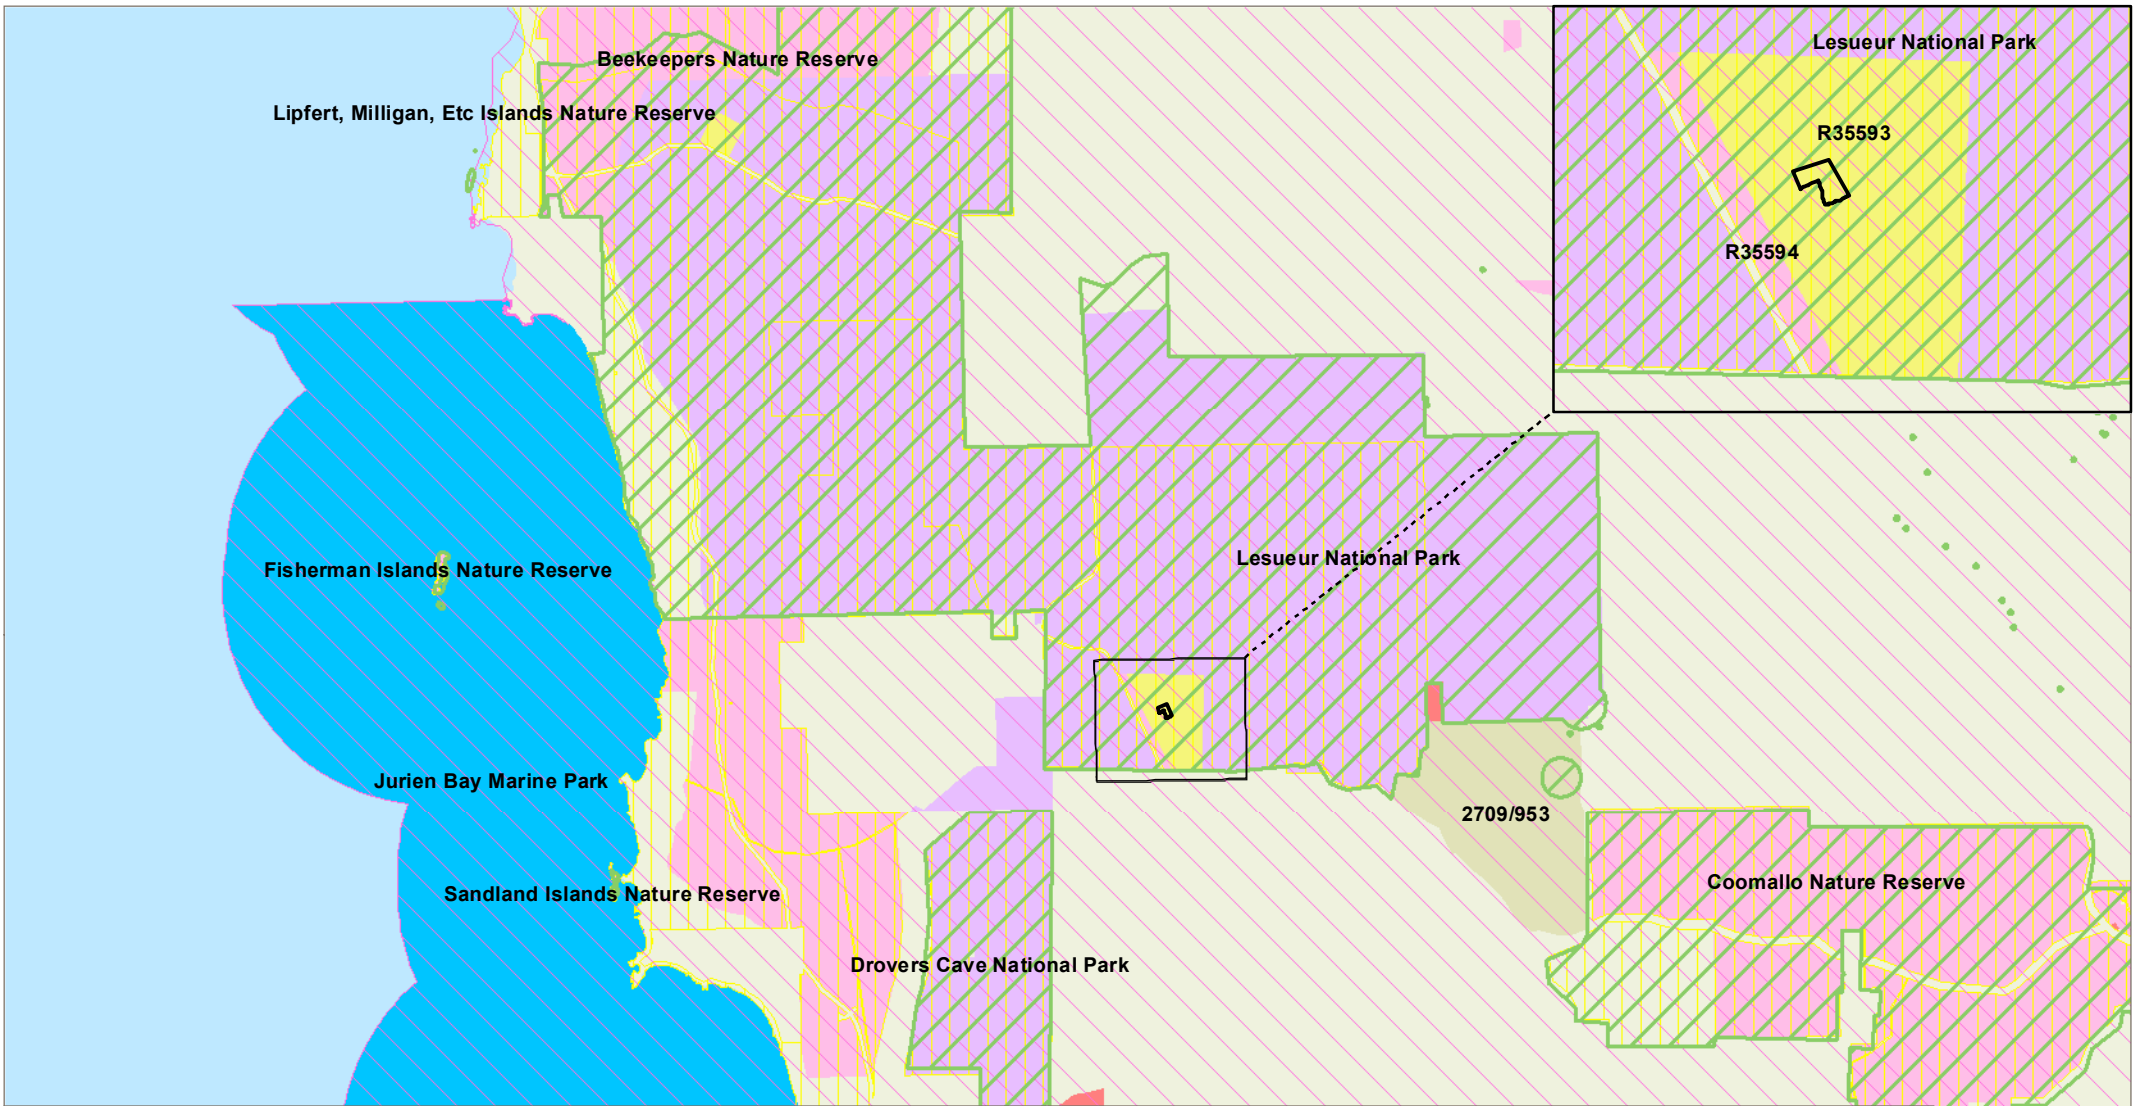 Lesueur National Park
Beekeepers Nature Reserve
Lipfert, Milligan, Etc Islands Nature Reserve
R35593
R35594
Lesueur National Park
Fisherman Islands Nature Reserve
Jurien Bay Marine Park
2709/953
Coomallo Nature Reserve
Sandland Islands Nature Reserve
Drovers Cave National Park